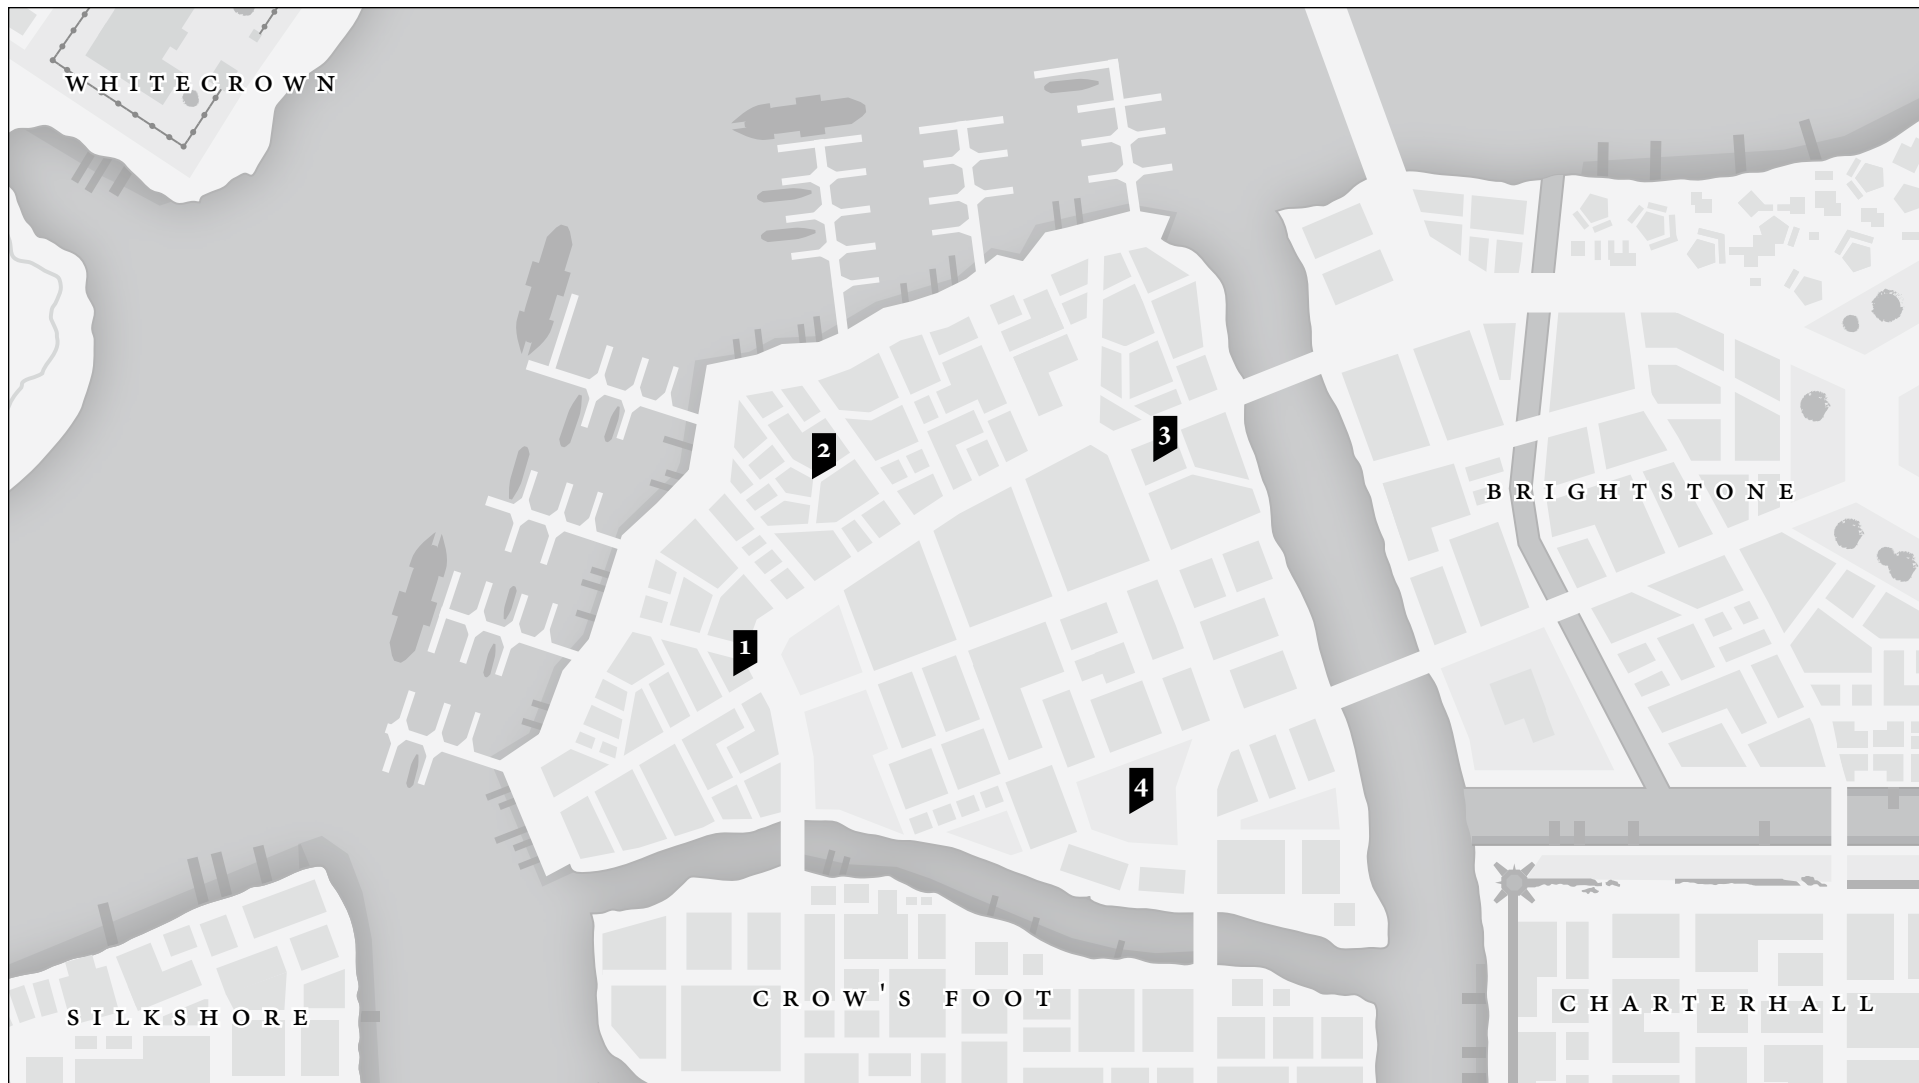 WHITECROWN
2
3
BRIGHTSTONE
1
4
CROW'S FOOT
CHARTERHALL
SILKSHORE